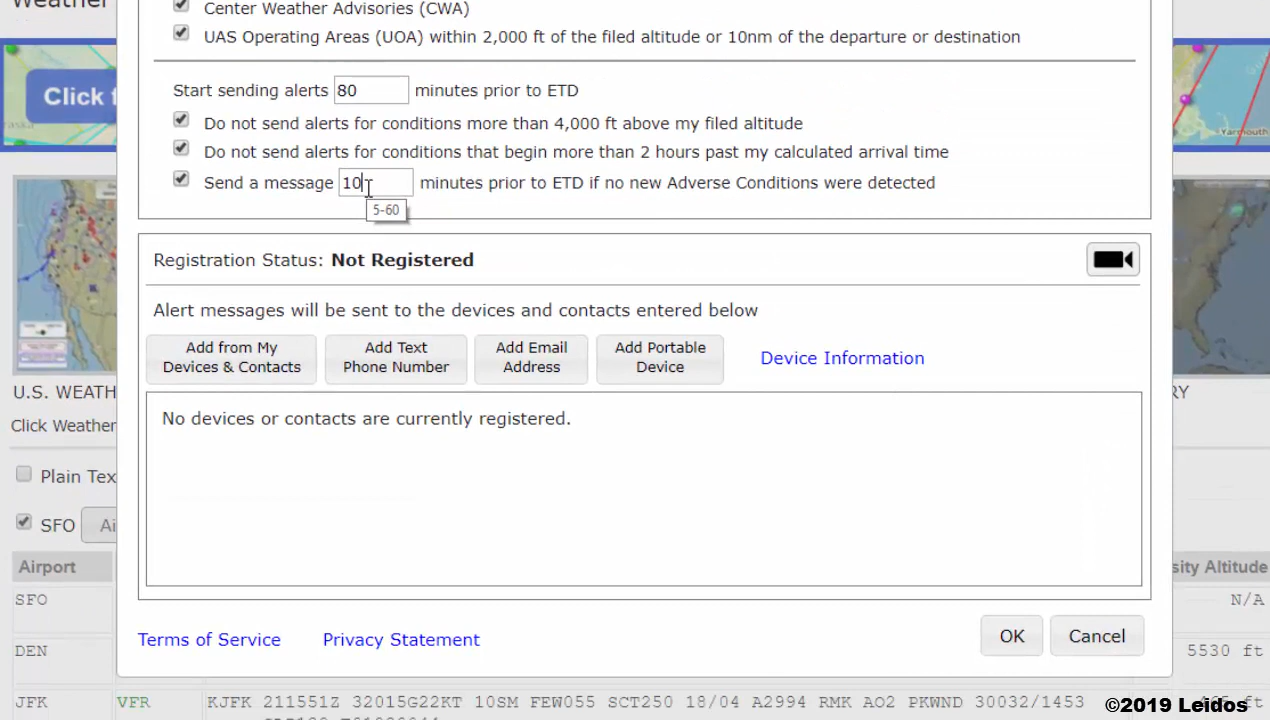 Weather
Center Weather Advisories (CWA)
UAS Operating Areas (UOA) within 2,000 ft of the filed altitude or 10nm of the departure or destination
Click f
Yarmouth
Start sending alerts 80 minutes prior to ETD
Do not send alerts for conditions more than 4,000 ft above my filed altitude
Do not send alerts for conditions that begin more than 2 hours past my calculated arrival time
Send a message 10 minutes prior to ETD if no new Adverse Conditions were detected
5-60
Registration Status: Not Registered
Alert messages will be sent to the devices and contacts entered below
Add from My
Devices & Contacts
Add Text
Phone Number
Add Email
Address
Add Portable
Device
Device Information
U.S. WEATH
RY
No devices or contacts are currently registered.
Click Weather
Plain Tex
SFO Ai
Airport
sity Altitude
SFO N/A
Terms of Service Privacy Statement OK Cancel
DEN 5530 ft
JFK VFR KJFK 211551Z 32015G22KT 10SM FEW055 SCT250 18/04 A2994 RMK AO2 PKWND 30032/1453 ft
©2019 Leidos